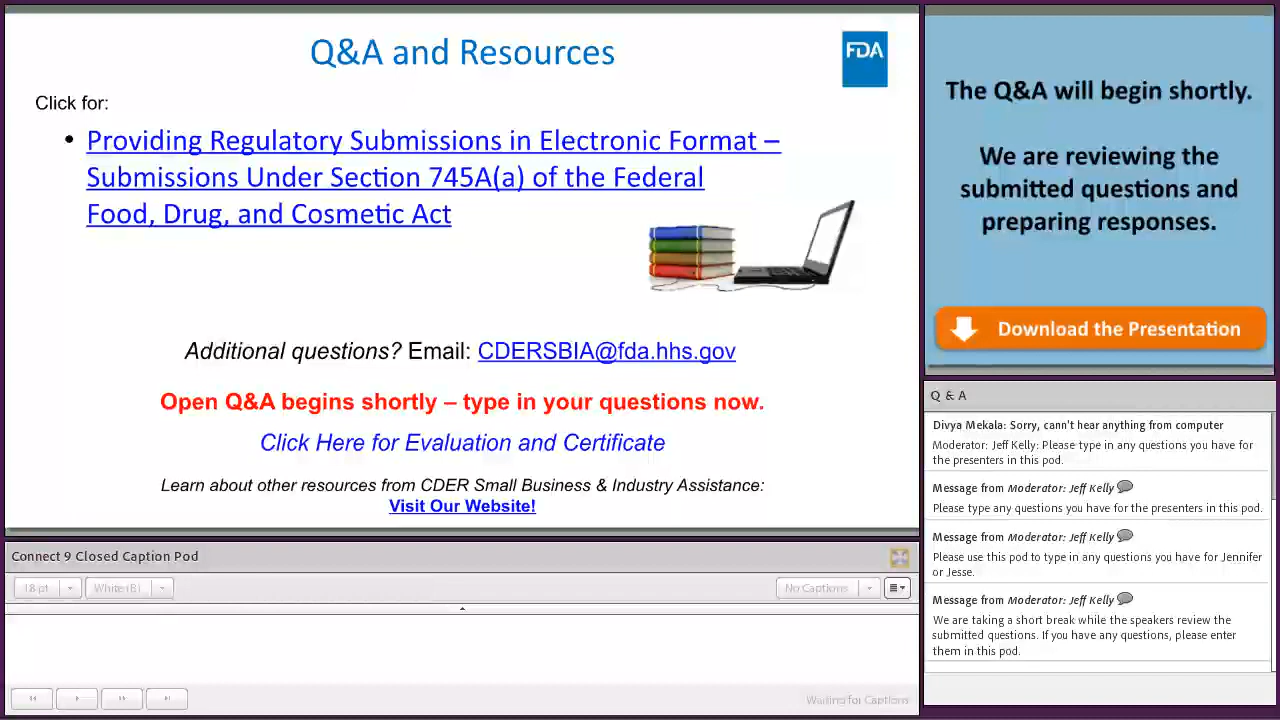 Q&A and Resources
FDA
Click for:
• Providing Regulatory Submissions in Electronic Format –
Submissions Under Section 745A(a) of the Federal
Food, Drug, and Cosmetic Act
Additional questions? Email: CDERSBIA@fda.hhs.gov
Open Q&A begins shortly – type in your questions now.
Click Here for Evaluation and Certificate
Learn about other resources from CDER Small Business & Industry Assistance:
Visit Our Website!
Connect 9 Closed Caption Pod
18 pt
White (B)
No Captions
Waiting for Captions
The Q&A will begin shortly.
We are reviewing the
submitted questions and
preparing responses.
Download the Presentation
Q & A
Divya Mekala: Sorry, cann't hear anything from computer
Moderator: Jeff Kelly: Please type in any questions you have for
the presenters in this pod.
Message from Moderator: Jeff Kelly
Please type any questions you have for the presenters in this pod.
Message from Moderator: Jeff Kelly
Please use this pod to type in any questions you have for Jennifer
or Jesse.
Message from Moderator: Jeff Kelly
We are taking a short break while the speakers review the
submitted questions. If you have any questions, please enter
them in this pod.